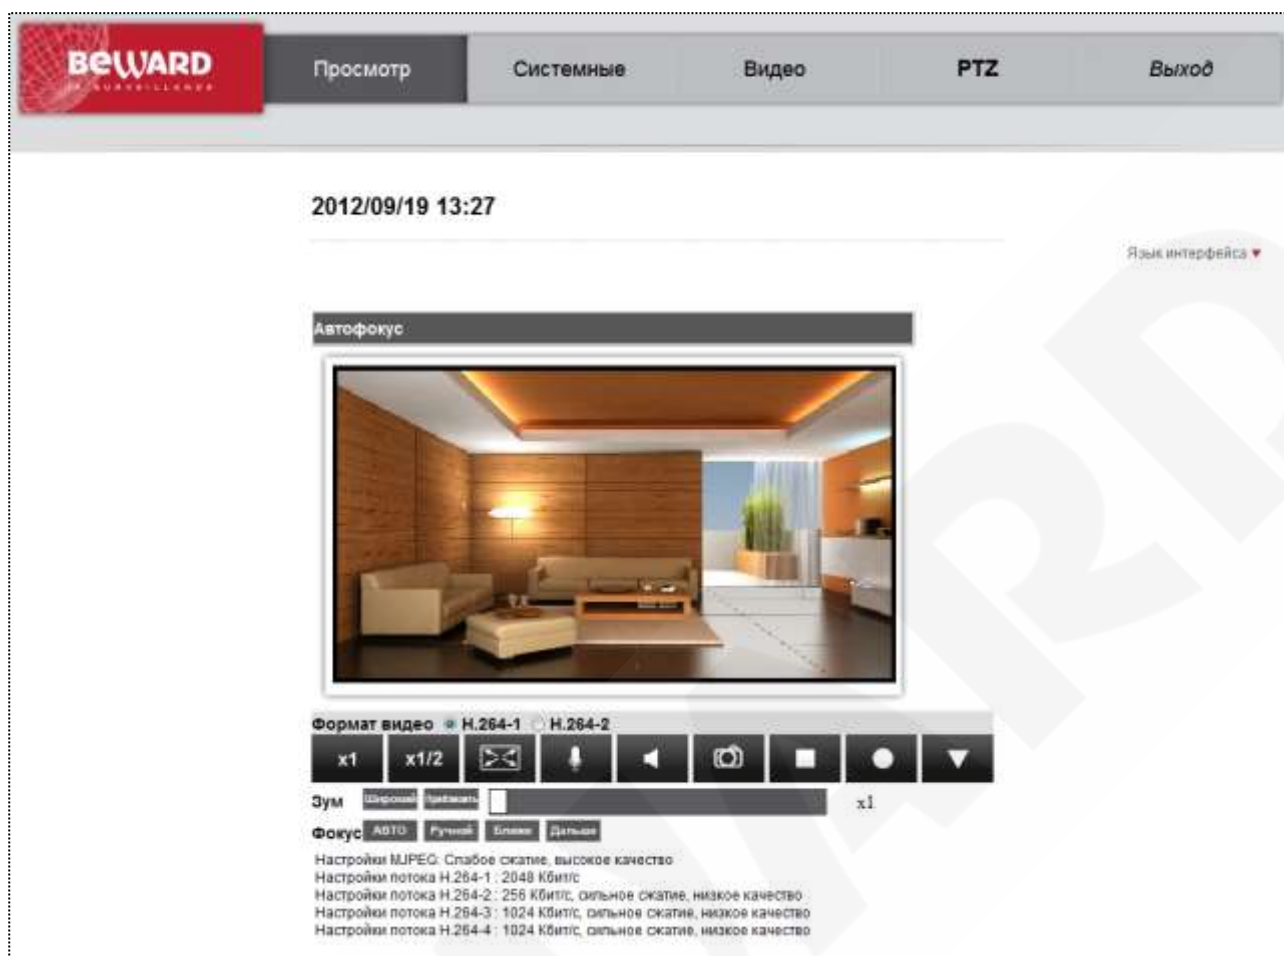 BEWARD
IP SURVEILLANCE
Просмотр
Системные
Видео
PTZ
Выход
2012/09/19 13:27
Язык интерфейса
Автофокус
Формат видео H.264-1 H.264-2
x1 x1/2
Зум Широкий x1
Фокус АВТО Ручной Ближе Дальше
Настройки MJPEG: Слабое сжатие, высокое качество
Настройки потока H.264-1 : 2048 Кбит/с
Настройки потока H.264-2 : 256 Кбит/с, сильное сжатие, низкое качество
Настройки потока H.264-3 : 1024 Кбит/с, сильное сжатие, низкое качество
Настройки потока H.264-4 : 1024 Кбит/с, сильное сжатие, низкое качество